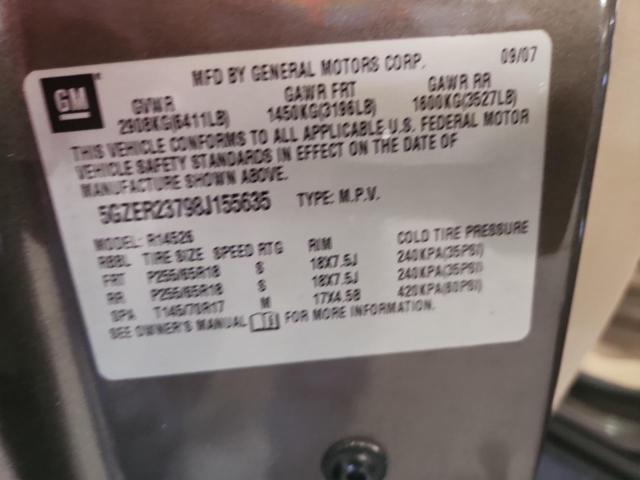 GM
MFD BY GENERAL MOTORS CORP. 09/07
GVWR GAWR FRT GAWR RR
2908KG(6411LB) 1450KG(3196LB) 1600KG(3527LB)
THIS VEHICLE CONFORMS TO ALL APPLICABLE U.S. FEDERAL MOTOR
VEHICLE SAFETY STANDARDS IN EFFECT ON THE DATE OF
MANUFACTURE SHOWN ABOVE.
5GZER23798J155635 TYPE: M.P.V.
MODEL: R14526
RBBL TIRE SIZE SPEED RTG RIM COLD TIRE PRESSURE
FRT P255/65R18 S 18X7.5J 240KPA(35PSI)
RR P255/65R18 S 18X7.5J 240KPA(35PSI)
SPA T145/70R17 M 17X4.5B 420KPA(60PSI)
SEE OWNER'S MANUAL FOR MORE INFORMATION.